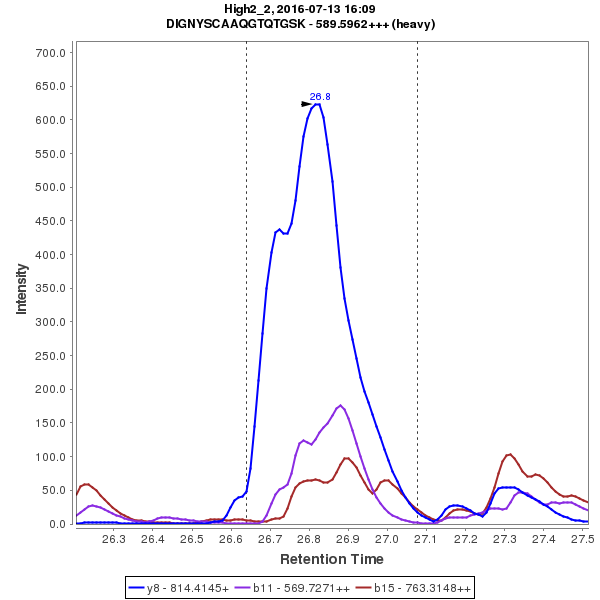 High2_2, 2016-07-13 16:09
DIGNYSCAAQGTQTGSK - 589.5962+++ (heavy)
700.0
650.0
600.0
550.0
500.0
450.0
400.0
350.0
300.0
250.0
200.0
150.0
100.0
50.0
0.0
Intensity
26.8
26.3 26.4 26.5 26.6 26.7 26.8 26.9 27.0 27.1 27.2 27.3 27.4 27.5
Retention Time
y8 - 814.4145+ b11 - 569.7271++ b15 - 763.3148++